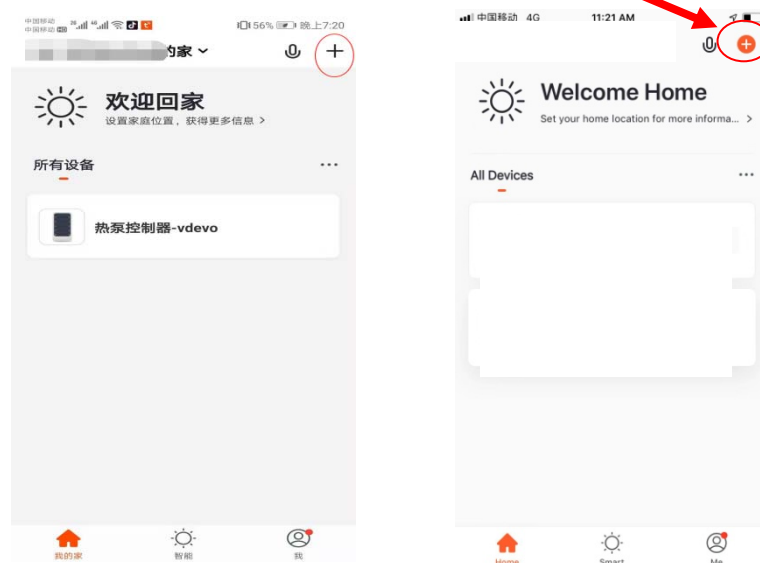 中国移动
中国移动 HD
56% 晚上7:20
的家
欢迎回家
设置家庭位置，获得更多信息 >
所有设备
热泵控制器-vdevo
我的家
智能
我
中国移动 4G 11:21 AM
Welcome Home
Set your home location for more informa... >
All Devices
Home
Smart
Me